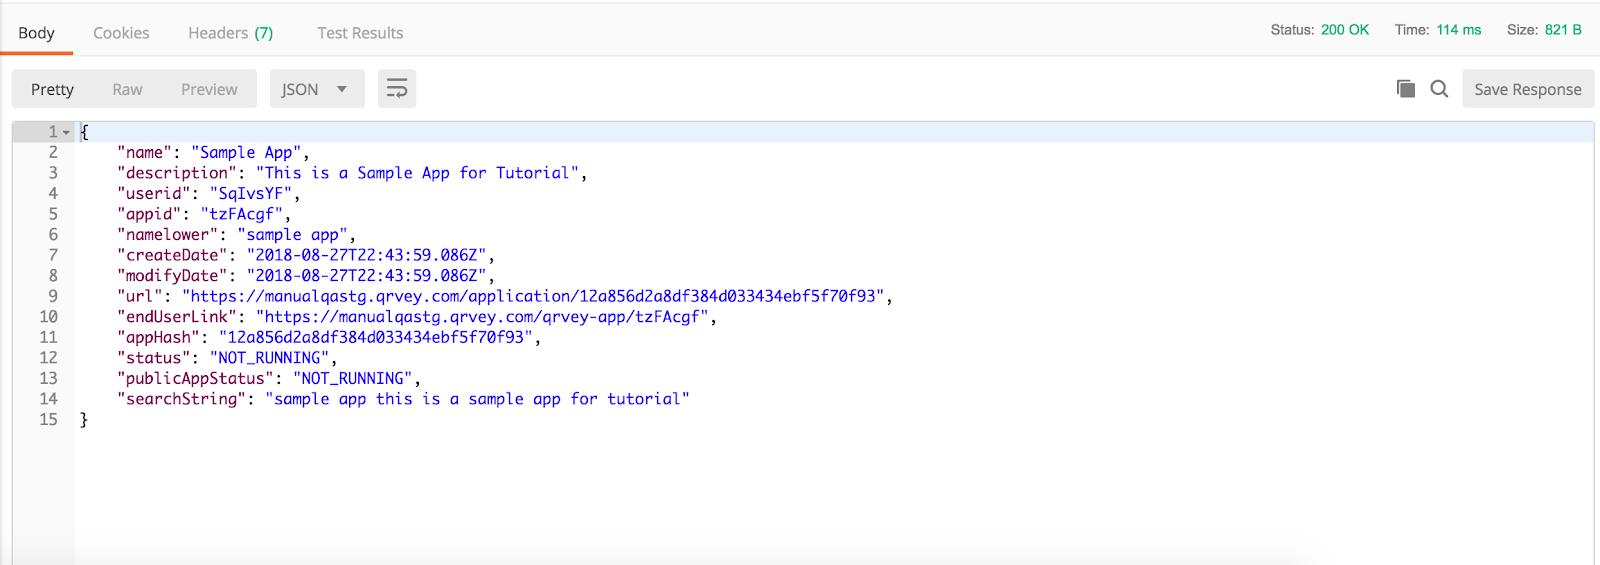 Body Cookies Headers (7) Test Results Status: 200 OK Time: 114 ms Size: 821 B
Pretty Raw Preview JSON Save Response
1 {
2 "name": "Sample App",
3 "description": "This is a Sample App for Tutorial",
4 "userid": "SqIvsYF",
5 "appid": "tzFAcgf",
6 "namelower": "sample app",
7 "createDate": "2018-08-27T22:43:59.086Z",
8 "modifyDate": "2018-08-27T22:43:59.086Z",
9 "url": "https://manualqastg.qrvey.com/application/12a856d2a8df384d033434ebf5f70f93",
10 "endUserLink": "https://manualqastg.qrvey.com/qrvey-app/tzFAcgf",
11 "appHash": "12a856d2a8df384d033434ebf5f70f93",
12 "status": "NOT_RUNNING",
13 "publicAppStatus": "NOT_RUNNING",
14 "searchString": "sample app this is a sample app for tutorial"
15 }